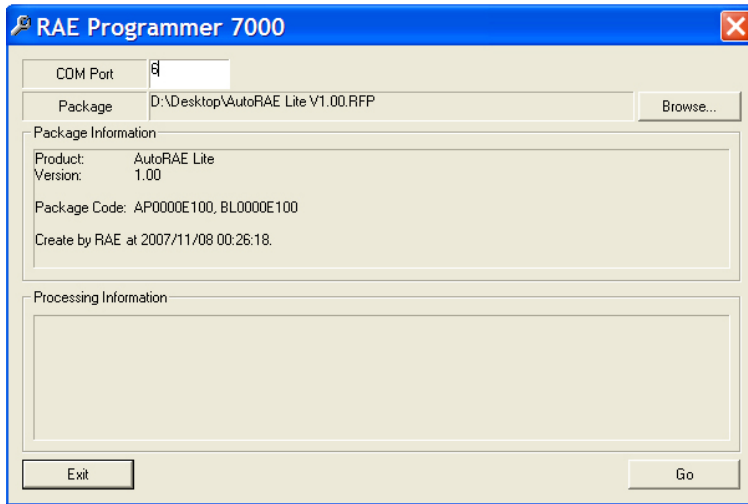 RAE Programmer 7000
COM Port 6
Package D:\Desktop\AutoRAE Lite V1.00.RFP Browse...
Package Information
Product: AutoRAE Lite
Version: 1.00
Package Code: AP0000E100, BL0000E100
Create by RAE at 2007/11/08 00:26:18.
Processing Information
Exit Go